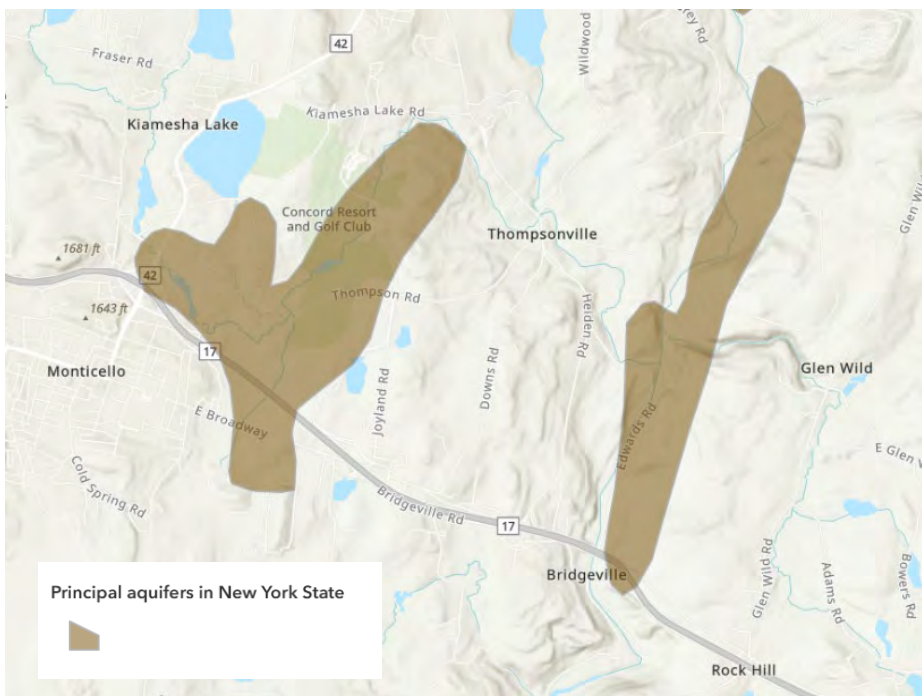 42
Fraser Rd
Wildwood
Kiamesha Lake Rd
Kiamesha Lake
Glen Wild
Concord Resort
and Golf Club
Thompsonville
1681 ft
42
Thompson Rd
Heiden Rd
1643 ft
17
Monticello
Joyland Rd
Downs Rd
Glen Wild
E Broadway
Edwards Rd
E Glen
Cold Spring Rd
Bridgeville Rd
17
Bridgeville
Glen Wild Rd
Adams Rd
Bowers Rd
Rock Hill
Principal aquifers in New York State